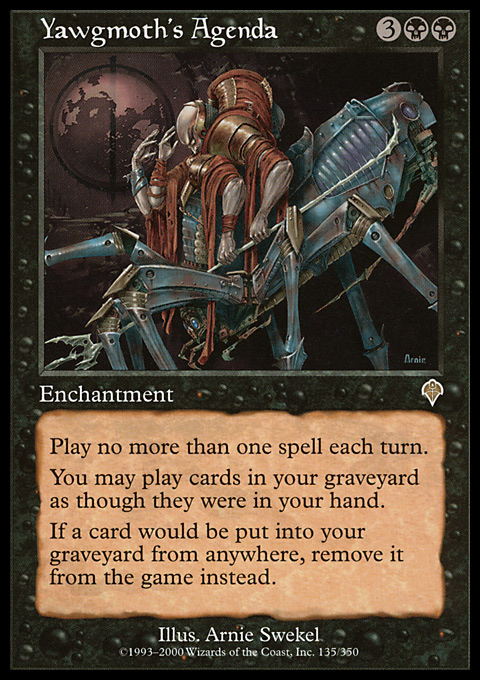 Yawgmoth's Agenda
3
Arnie
Enchantment
Play no more than one spell each turn.
You may play cards in your graveyard
as though they were in your hand.
If a card would be put into your
graveyard from anywhere, remove it
from the game instead.
Illus. Arnie Swekel
©1993–2000 Wizards of the Coast, Inc. 135/350